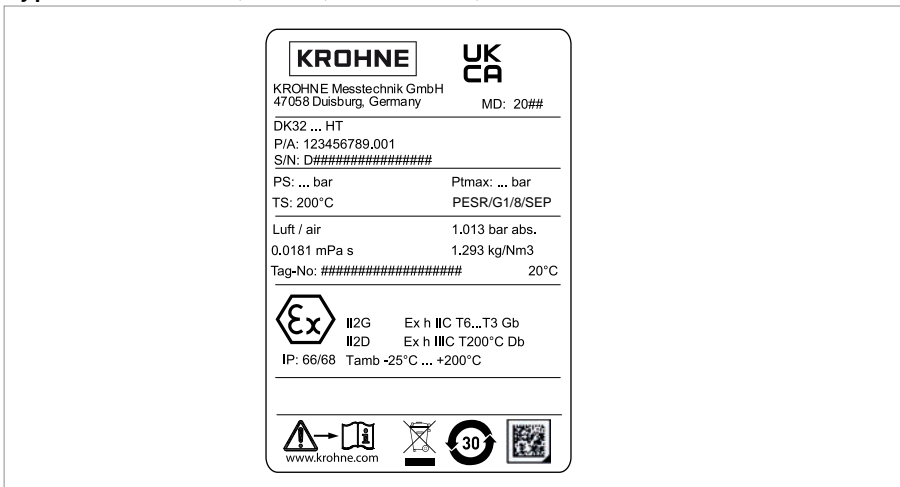 KROHNE
UK
CA
KROHNE Messtechnik GmbH
47058 Duisburg, Germany MD: 20##
DK32 ... HT
P/A: 123456789.001
S/N: D################
PS: ... bar Ptmax: ... bar
TS: 200°C PESR/G1/8/SEP
Luft / air 1.013 bar abs.
0.0181 mPa s 1.293 kg/Nm3
Tag-No: ################### 20°C
Ex
II2G Ex h IIC T6...T3 Gb
II2D Ex h IIIC T200°C Db
IP: 66/68 Tamb -25°C ... +200°C
i
30
www.krohne.com